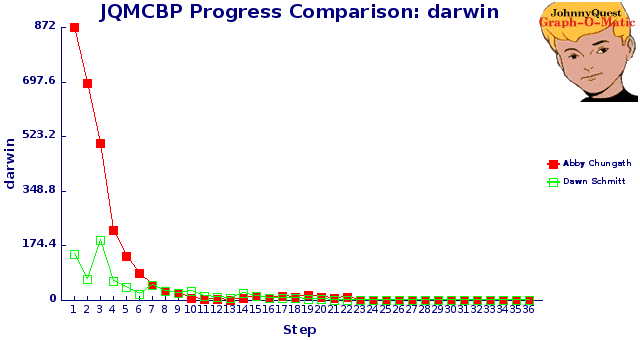 JQMCBP Progress Comparison: darwin
JohnnyQuest
Graph-O-Matic
872
697.6
523.2
348.8
174.4
0
darwin
Abby Chungath
Dawn Schmitt
1 2 3 4 5 6 7 8 9 10 11 12 13 14 15 16 17 18 19 20 21 22 23 24 25 26 27 28 29 30 31 32 33 34 35 36
Step